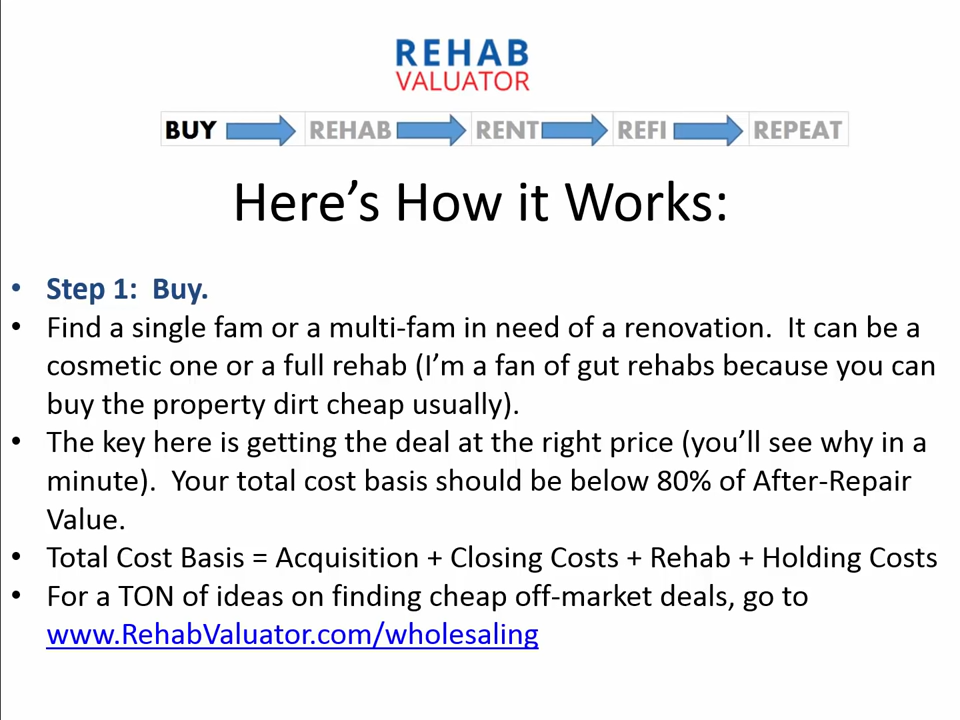 REHAB
VALUATOR
BUY REHAB RENT REFI REPEAT
Here’s How it Works:
• Step 1:  Buy.
• Find a single fam or a multi-fam in need of a renovation.  It can be a
cosmetic one or a full rehab (I’m a fan of gut rehabs because you can
buy the property dirt cheap usually).
• The key here is getting the deal at the right price (you’ll see why in a
minute).  Your total cost basis should be below 80% of After-Repair
Value.
• Total Cost Basis = Acquisition + Closing Costs + Rehab + Holding Costs
• For a TON of ideas on finding cheap off-market deals, go to
www.RehabValuator.com/wholesaling